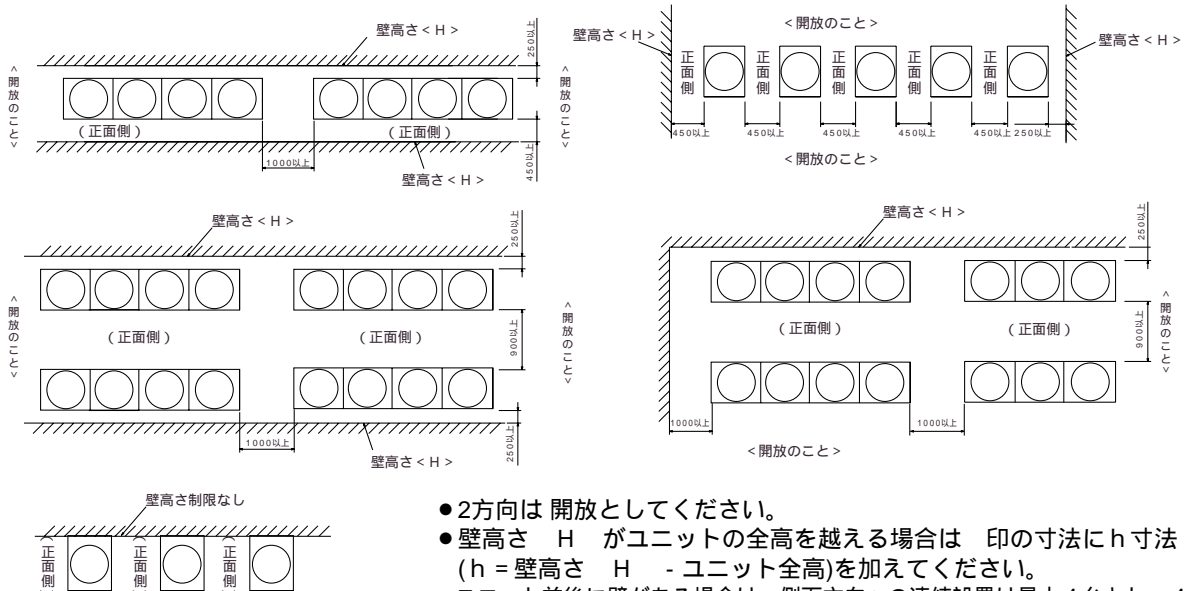 壁高さ<H>
250以上
<開放のこと>
<開放のこと>
(正面側)
(正面側)
1000以上
450以上
壁高さ<H>
<開放のこと>
壁高さ<H>
壁高さ<H>
正面側
正面側
正面側
正面側
正面側
450以上
450以上
450以上
450以上
450以上
250以上
<開放のこと>
壁高さ<H>
250以上
<開放のこと>
(正面側)
(正面側)
900以上
<開放のこと>
1000以上
250以上
壁高さ<H>
壁高さ<H>
250以上
(正面側)
(正面側)
900以上
<開放のこと>
1000以上
1000以上
<開放のこと>
壁高さ制限なし
(正面側
(正面側
(正面側
●2方向は 開放としてください。
●壁高さ H がユニットの全高を越える場合は 印の寸法にh寸法
(h=壁高さ H -ユニット全高)を加えてください。